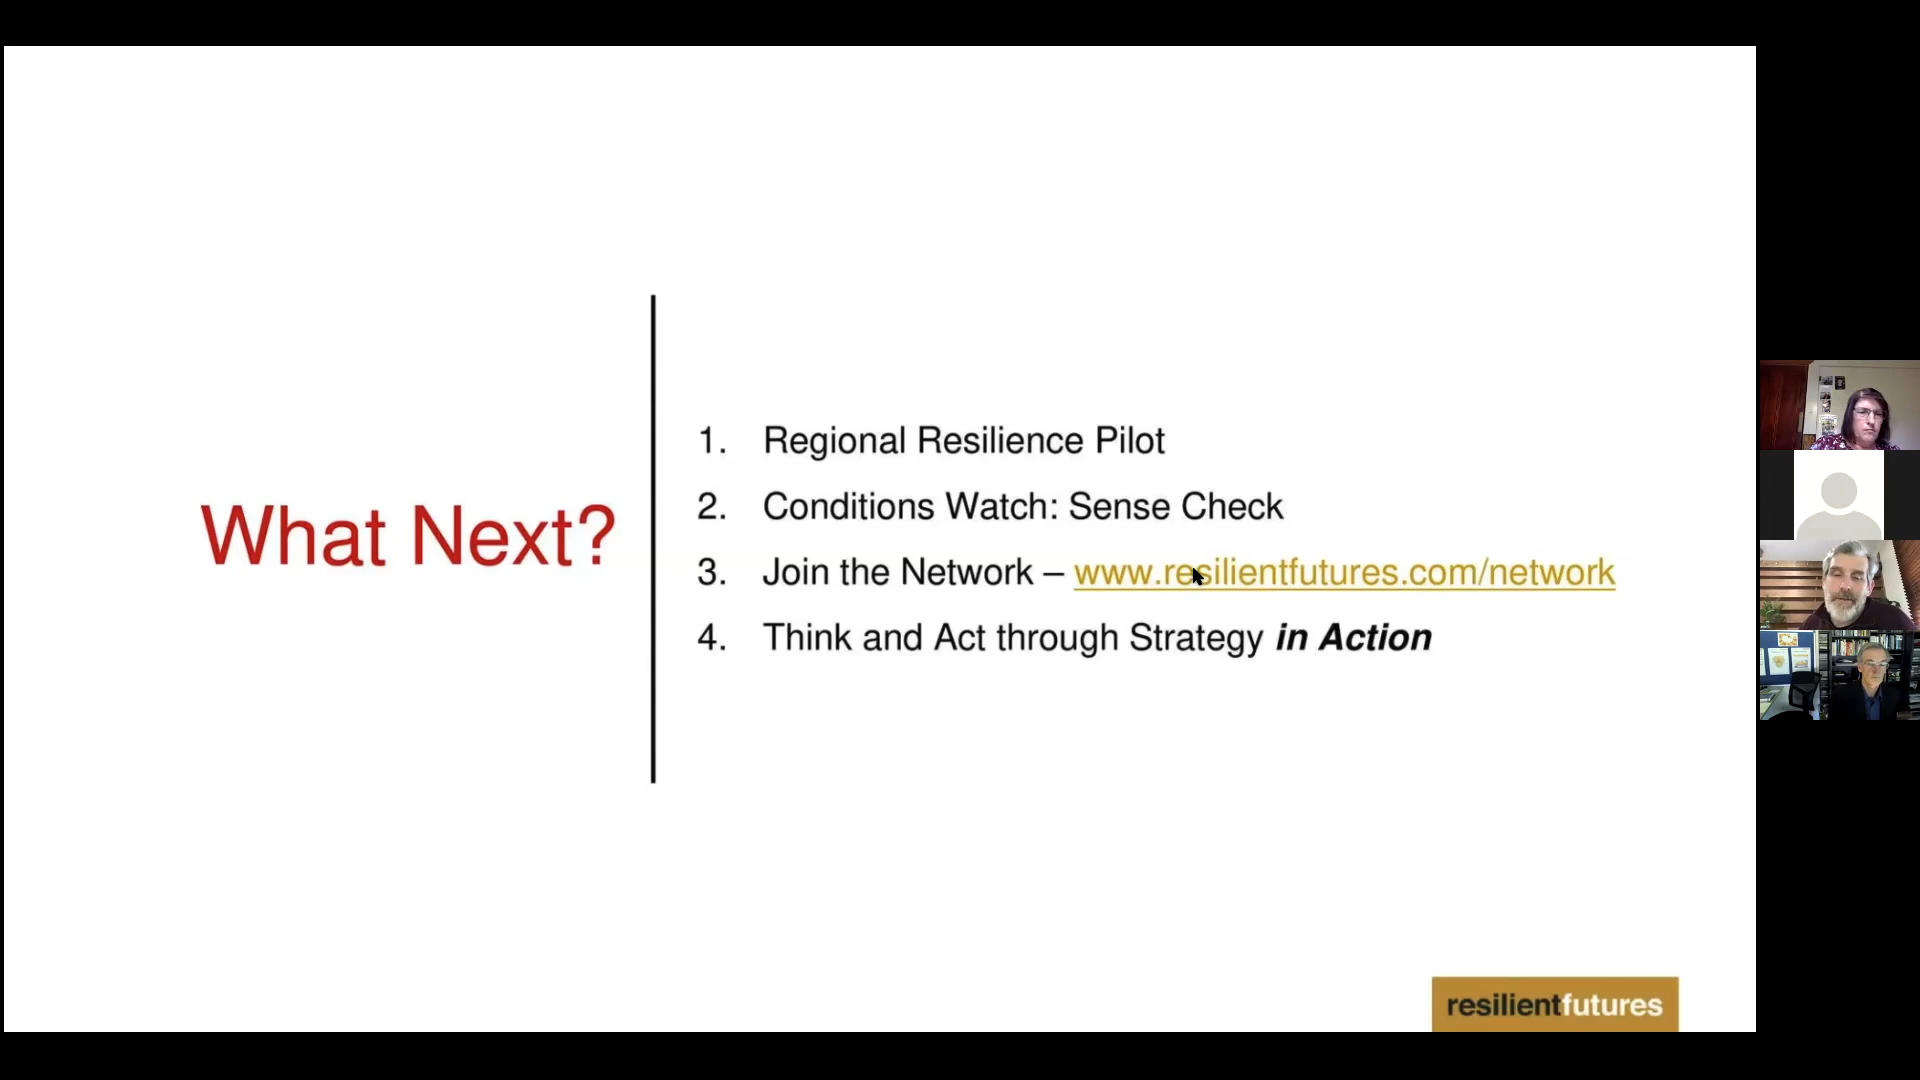 What Next?
1. Regional Resilience Pilot
2. Conditions Watch: Sense Check
3. Join the Network – www.resilientfutures.com/network
4. Think and Act through Strategy in Action
resilientfutures